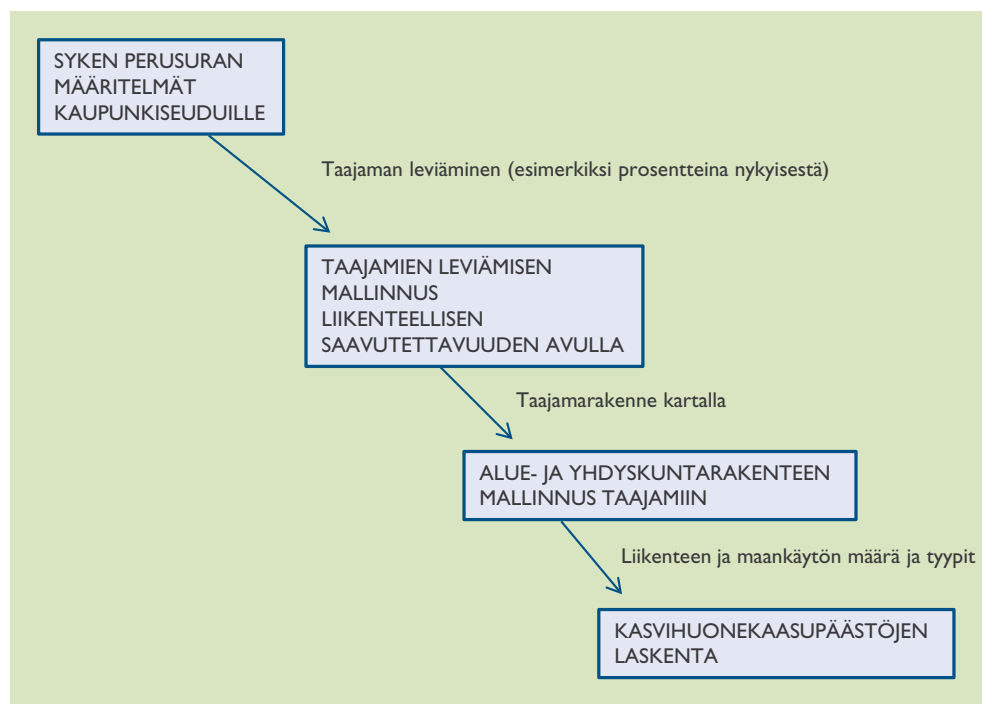 SYKEN PERUSURAN
MÄÄRITELMÄT
KAUPUNKISEUDUILLE
Taajaman leviäminen (esimerkiksi prosentteina nykyisestä)
TAAJAMIEN LEVIÄMISEN
MALLINNUS
LIIKENTEELLISEN
SAAVUTETTAVUUDEN AVULLA
Taajamarakenne kartalla
ALUE- JA YHDYSKUNTARAKENTEEN
MALLINNUS TAAJAMIIN
Liikenteen ja maankäytön määrä ja tyypit
KASVIHUONEKAASUPÄÄSTÖJEN
LASKENTA